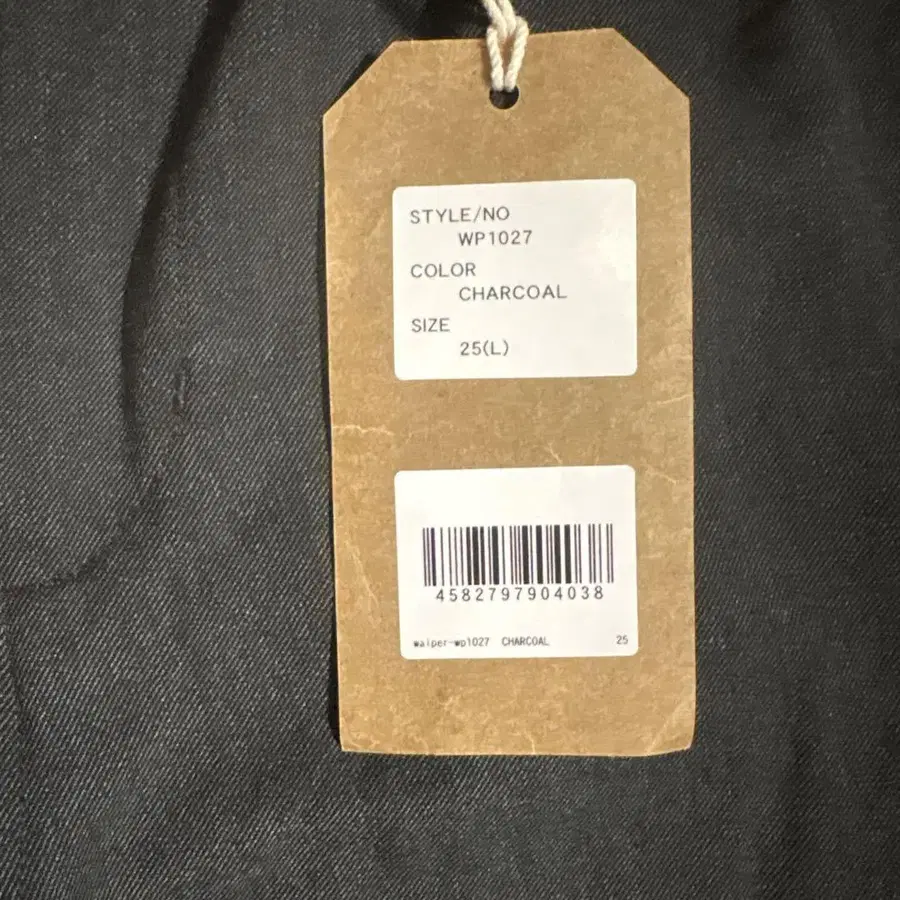 STYLE/NO
WP1027
COLOR
CHARCOAL
SIZE
25(L)
4582797904038
waiper-wp1027 CHARCOAL 25